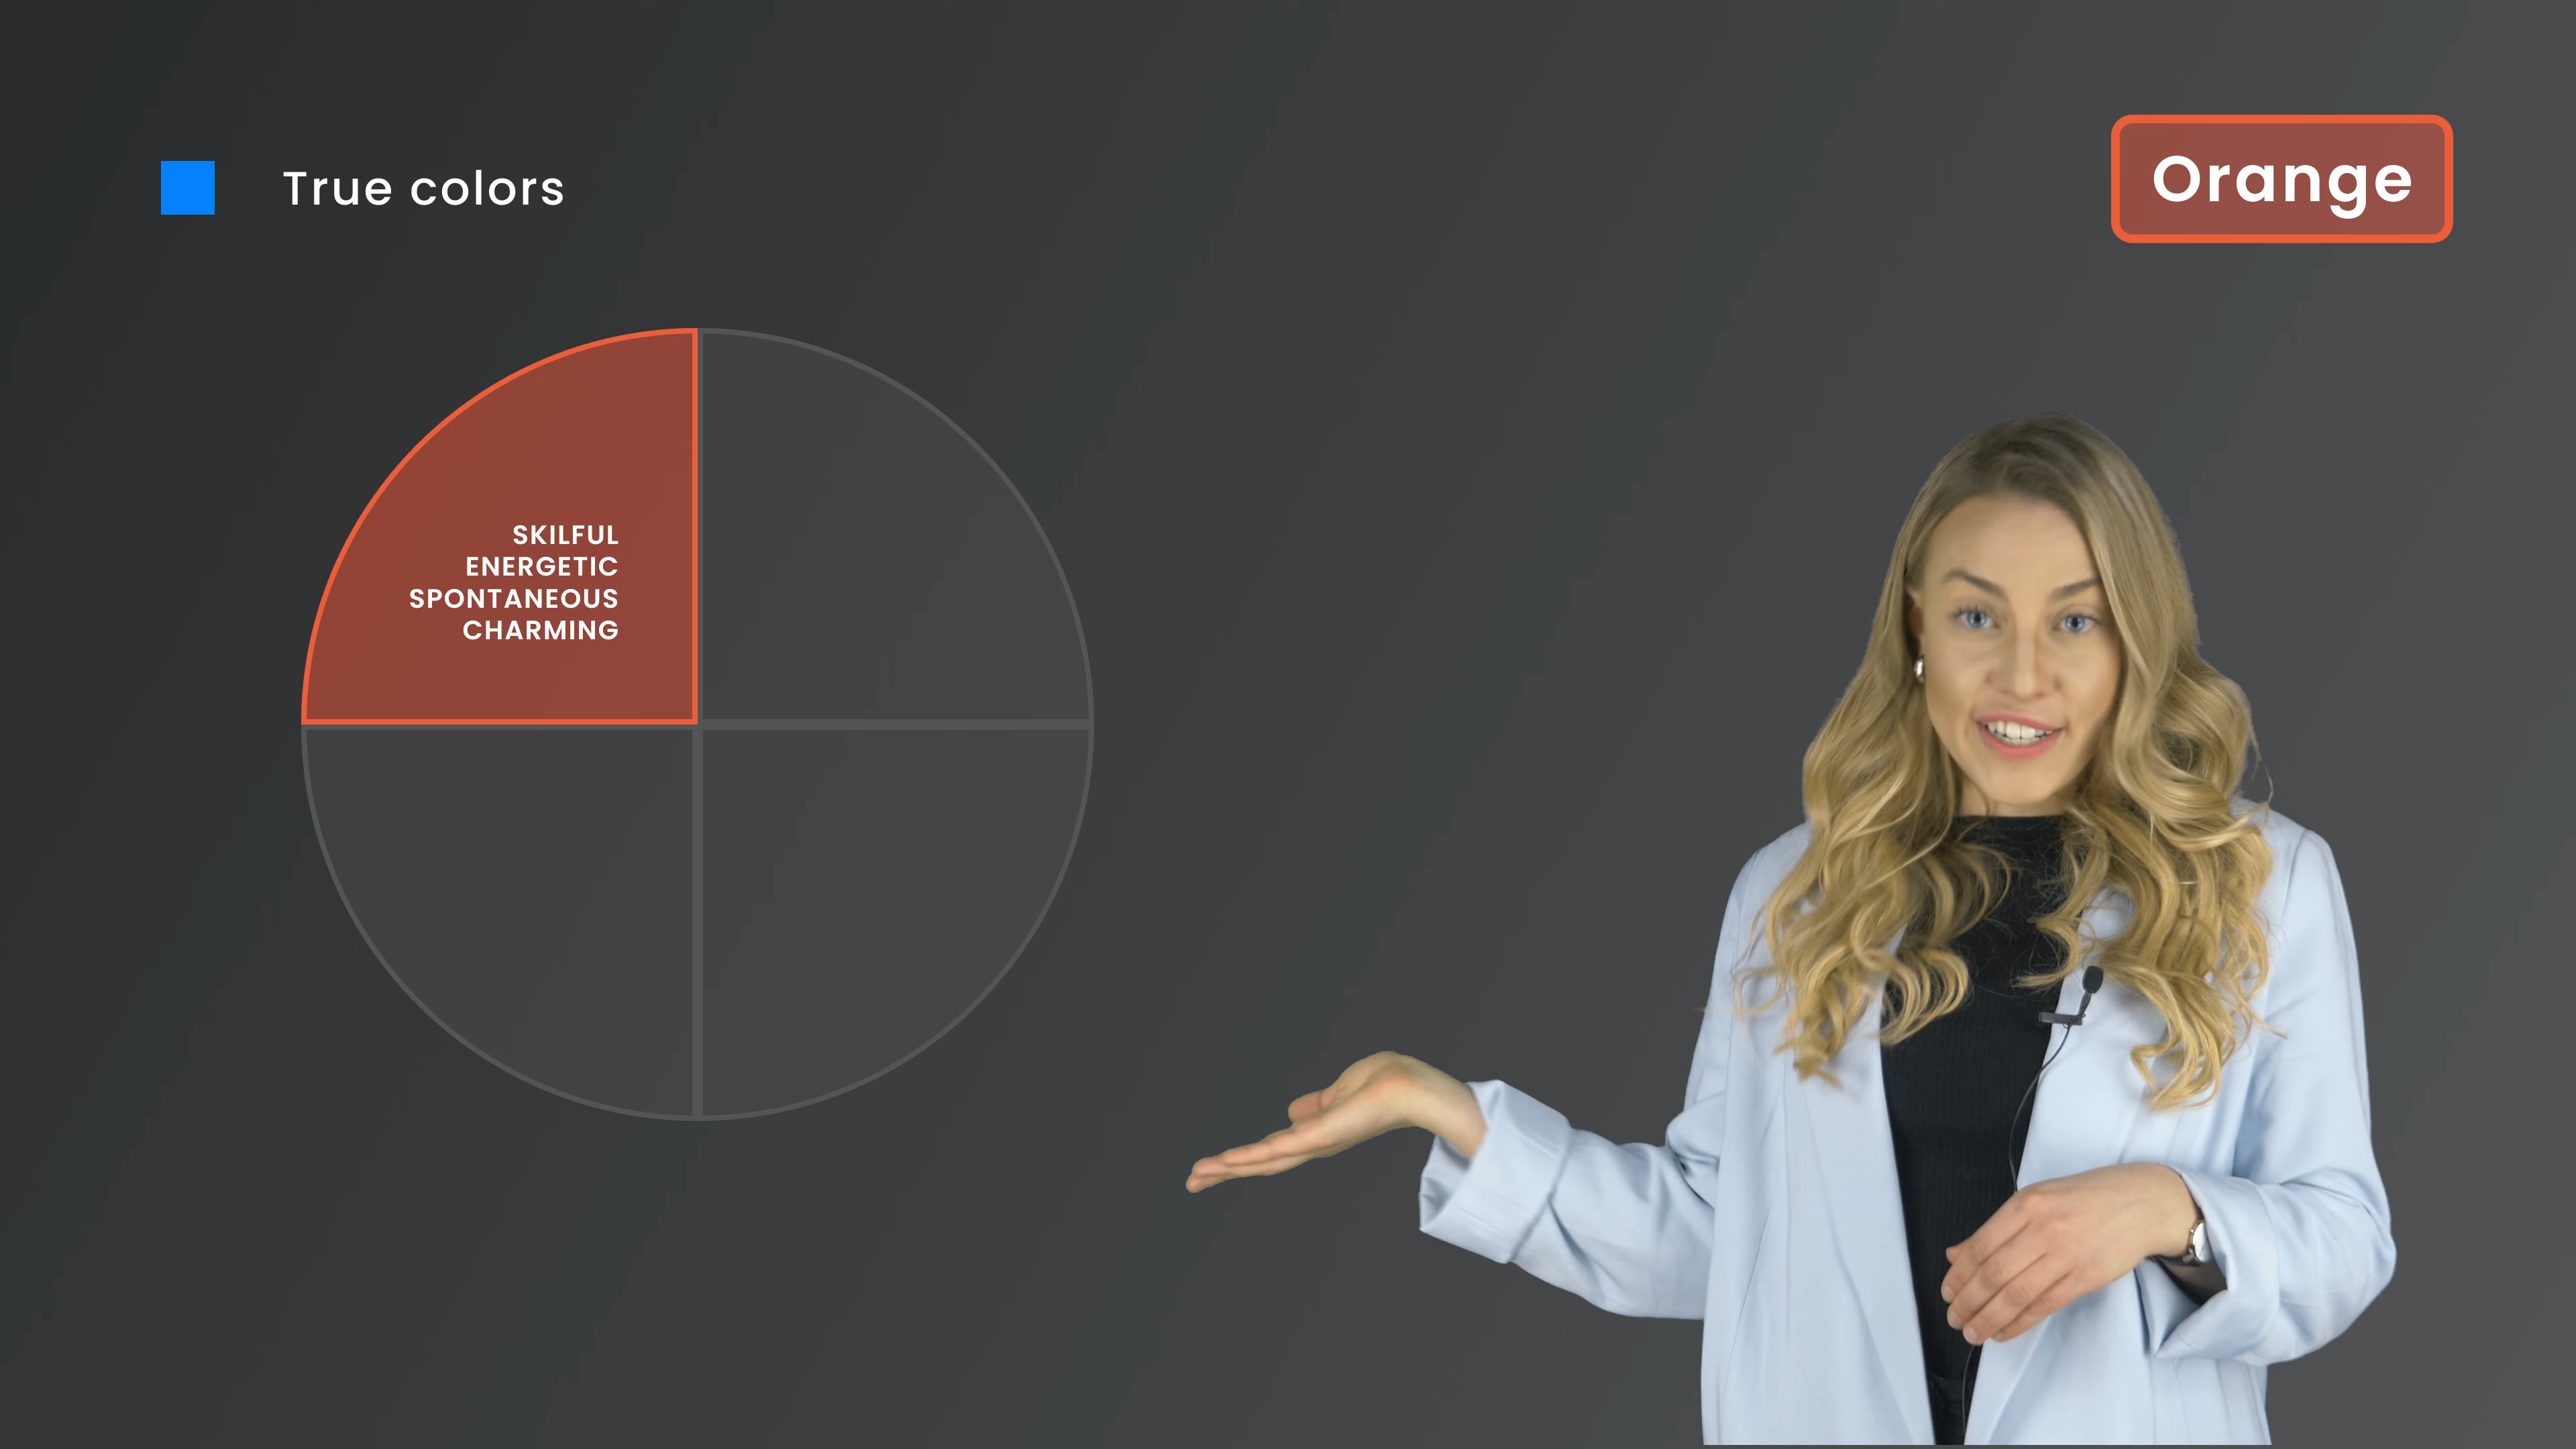 True colors
Orange
SKILFUL
ENERGETIC
SPONTANEOUS
CHARMING